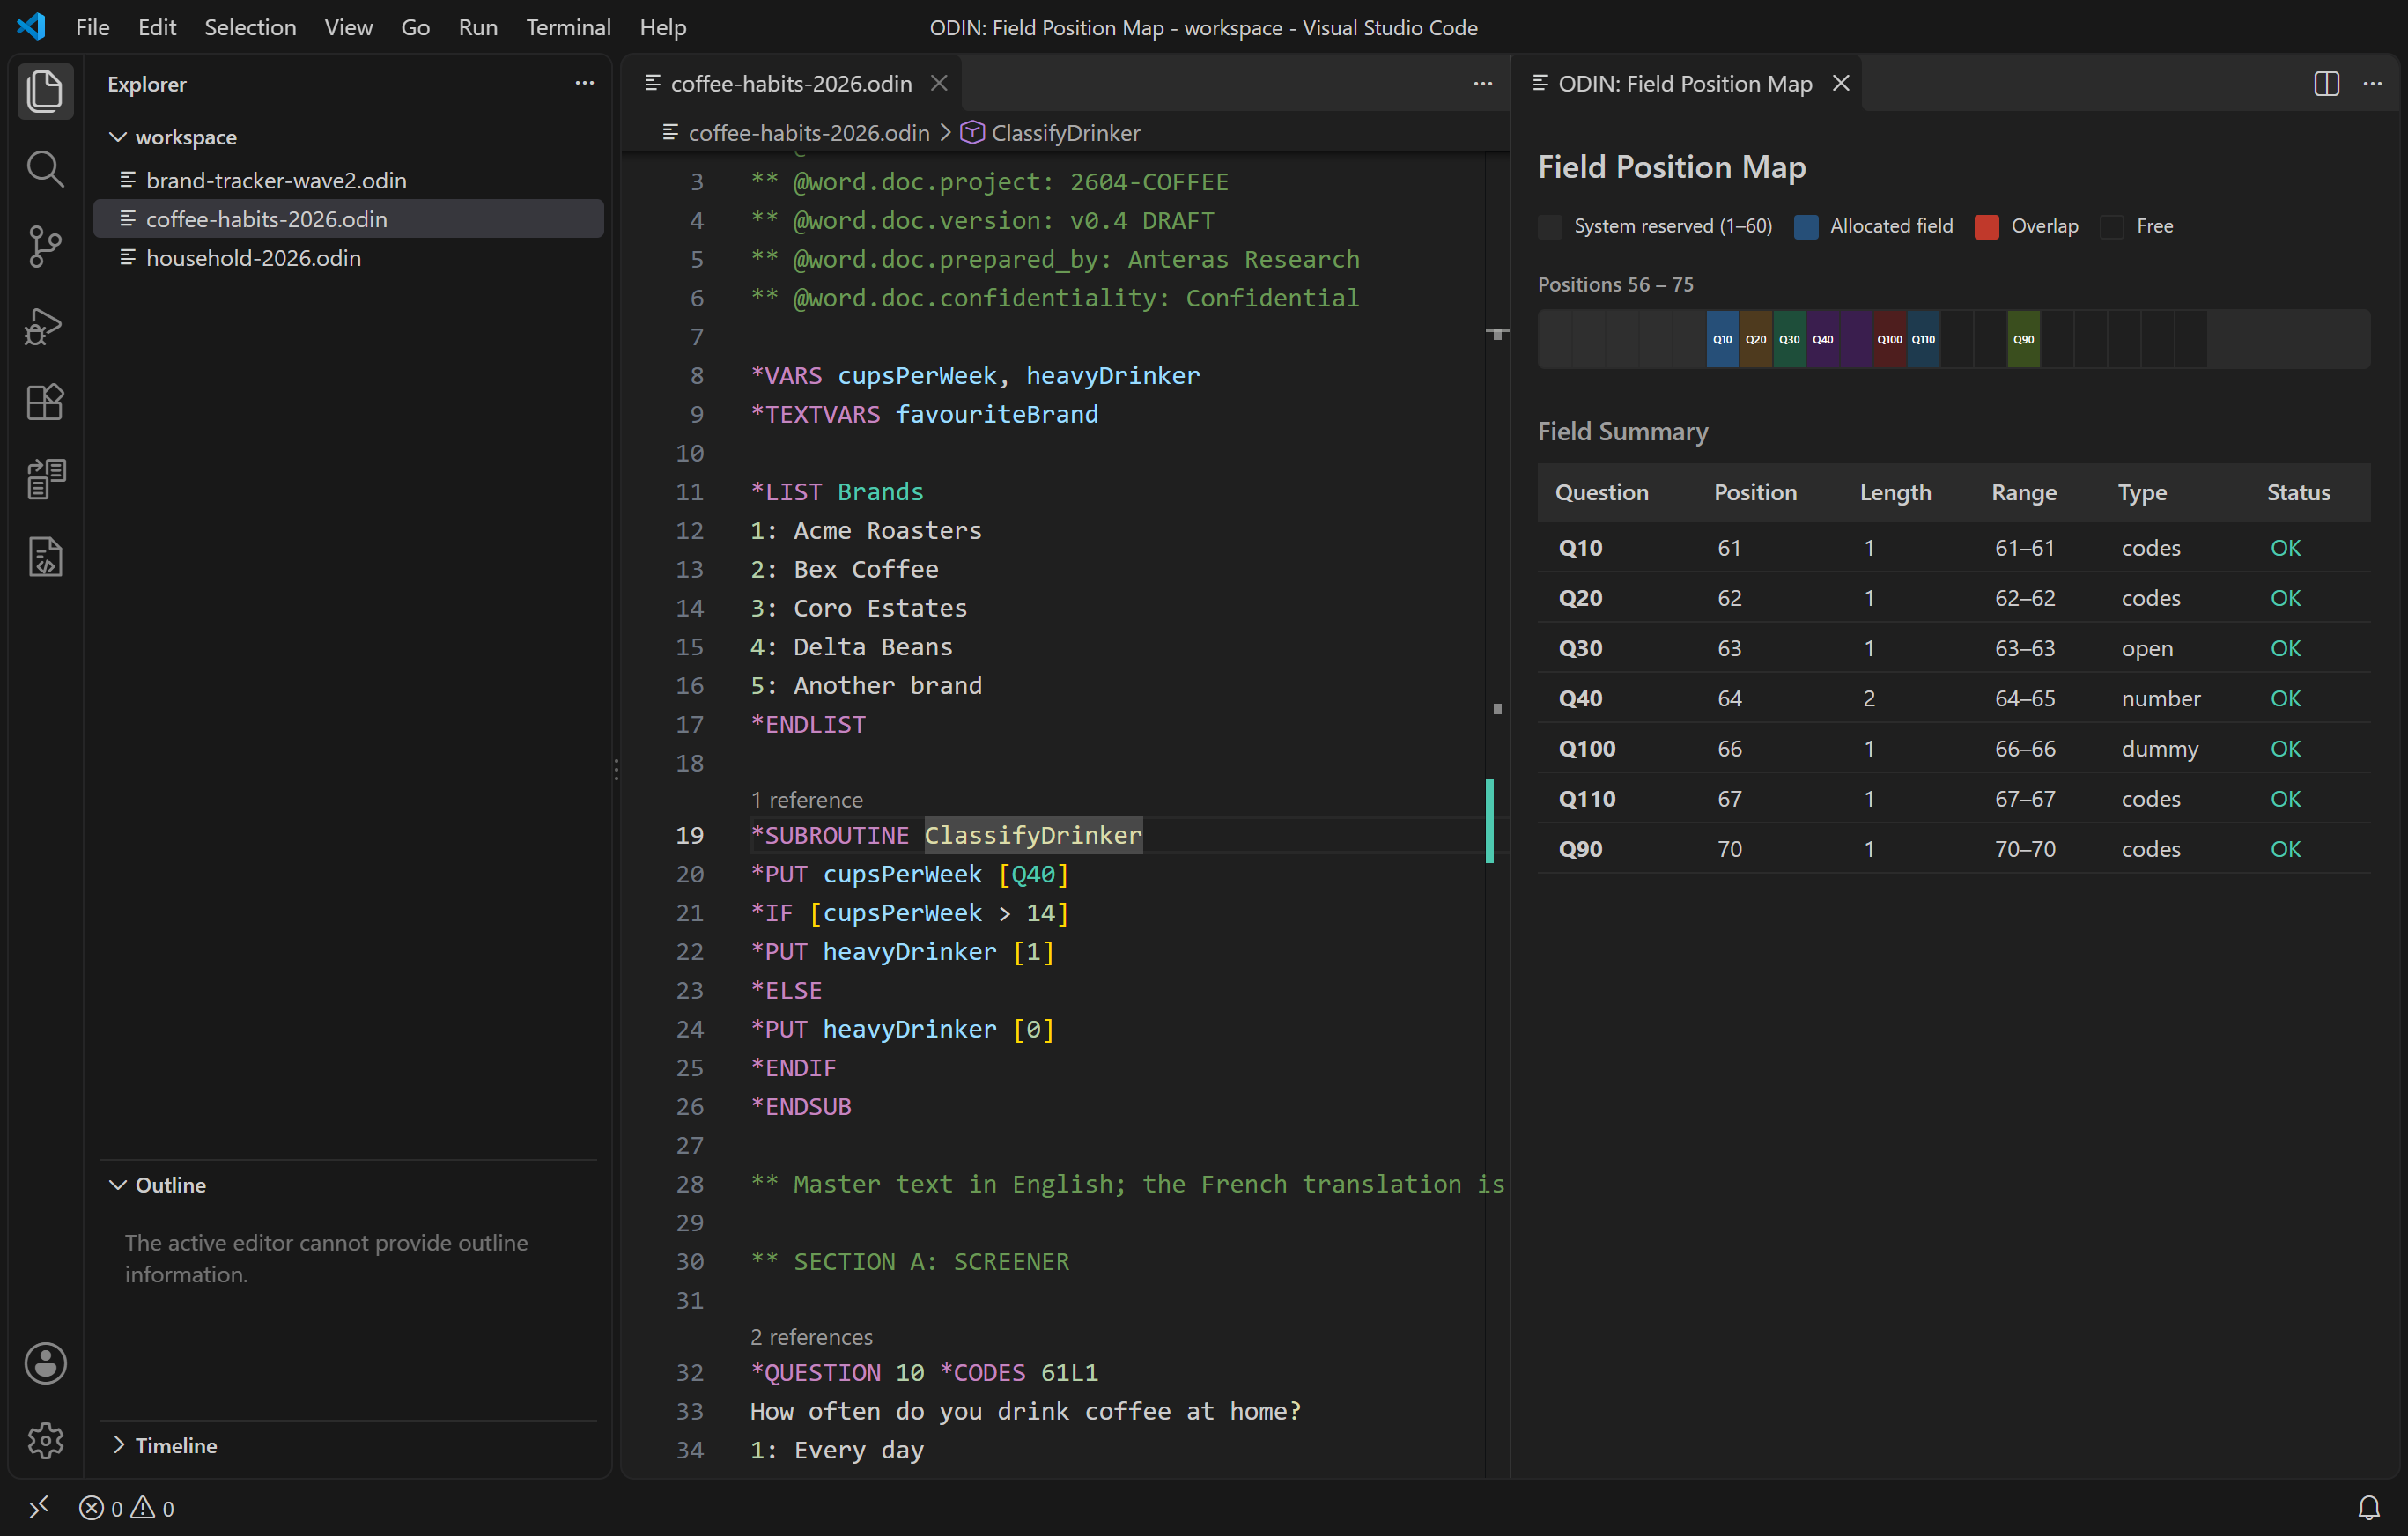 File Edit Selection View Go Run Terminal Help
ODIN: Field Position Map - workspace - Visual Studio Code
Explorer
workspace
brand-tracker-wave2.odin
coffee-habits-2026.odin
household-2026.odin
Outline
The active editor cannot provide outline
information.
Timeline
coffee-habits-2026.odin
coffee-habits-2026.odin > ClassifyDrinker
3 ** @word.doc.project: 2604-COFFEE
4 ** @word.doc.version: v0.4 DRAFT
5 ** @word.doc.prepared_by: Anteras Research
6 ** @word.doc.confidentiality: Confidential
7
8 *VARS cupsPerWeek, heavyDrinker
9 *TEXTVARS favouriteBrand
10
11 *LIST Brands
12 1: Acme Roasters
13 2: Bex Coffee
14 3: Coro Estates
15 4: Delta Beans
16 5: Another brand
17 *ENDLIST
18
1 reference
19 *SUBROUTINE ClassifyDrinker
20 *PUT cupsPerWeek [Q40]
21 *IF [cupsPerWeek > 14]
22 *PUT heavyDrinker [1]
23 *ELSE
24 *PUT heavyDrinker [0]
25 *ENDIF
26 *ENDSUB
27
28 ** Master text in English; the French translation is
29
30 ** SECTION A: SCREENER
31
2 references
32 *QUESTION 10 *CODES 61L1
33 How often do you drink coffee at home?
34 1: Every day
ODIN: Field Position Map
Field Position Map
System reserved (1–60) Allocated field Overlap Free
Positions 56 – 75
Q10 Q20 Q30 Q40 Q100 Q110 Q90
Field Summary
Question Position Length Range Type Status
Q10 61 1 61–61 codes OK
Q20 62 1 62–62 codes OK
Q30 63 1 63–63 open OK
Q40 64 2 64–65 number OK
Q100 66 1 66–66 dummy OK
Q110 67 1 67–67 codes OK
Q90 70 1 70–70 codes OK
0 0